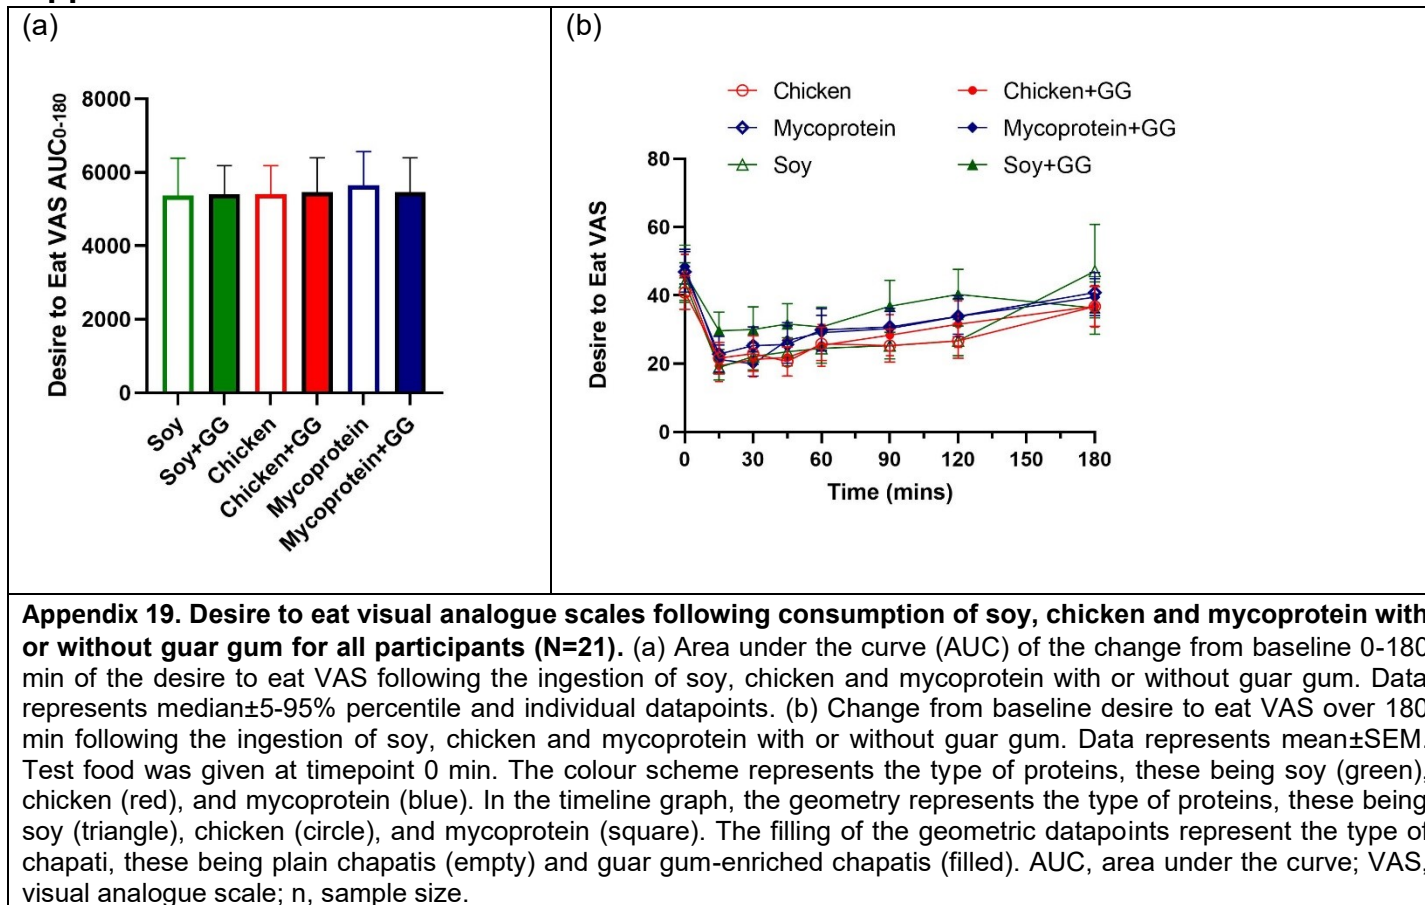 (a)
(b)
8000
6000
4000
2000
0
Desire to Eat VAS AUC0-180
Soy
Soy+GG
Chicken
Chicken+GG
Mycoprotein
Mycoprotein+GG
Chicken
Chicken+GG
Mycoprotein
Mycoprotein+GG
Soy
Soy+GG
80
60
40
20
0
Desire to Eat VAS
0 30 60 90 120 150 180
Time (mins)
Appendix 19. Desire to eat visual analogue scales following consumption of soy, chicken and mycoprotein with
or without guar gum for all participants (N=21). (a) Area under the curve (AUC) of the change from baseline 0-180
min of the desire to eat VAS following the ingestion of soy, chicken and mycoprotein with or without guar gum. Data
represents median±5-95% percentile and individual datapoints. (b) Change from baseline desire to eat VAS over 180
min following the ingestion of soy, chicken and mycoprotein with or without guar gum. Data represents mean±SEM.
Test food was given at timepoint 0 min. The colour scheme represents the type of proteins, these being soy (green),
chicken (red), and mycoprotein (blue). In the timeline graph, the geometry represents the type of proteins, these being
soy (triangle), chicken (circle), and mycoprotein (square). The filling of the geometric datapoints represent the type of
chapati, these being plain chapatis (empty) and guar gum-enriched chapatis (filled). AUC, area under the curve; VAS,
visual analogue scale; n, sample size.